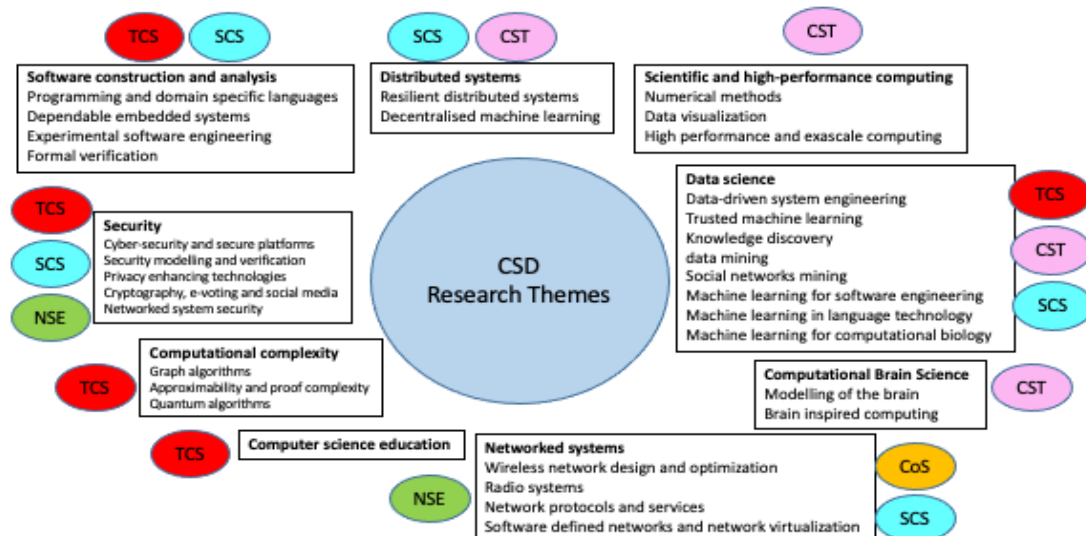 TCS
SCS
Software construction and analysis
Programming and domain specific languages
Dependable embedded systems
Experimental software engineering
Formal verification
SCS
CST
Distributed systems
Resilient distributed systems
Decentralised machine learning
CST
Scientific and high-performance computing
Numerical methods
Data visualization
High performance and exascale computing
TCS
SCS
NSE
Security
Cyber-security and secure platforms
Security modelling and verification
Privacy enhancing technologies
Cryptography, e-voting and social media
Networked system security
CSD
Research Themes
Data science
Data-driven system engineering
Trusted machine learning
Knowledge discovery
data mining
Social networks mining
Machine learning for software engineering
Machine learning in language technology
Machine learning for computational biology
TCS
CST
SCS
TCS
Computational complexity
Graph algorithms
Approximability and proof complexity
Quantum algorithms
Computational Brain Science
Modelling of the brain
Brain inspired computing
CST
TCS
Computer science education
NSE
Networked systems
Wireless network design and optimization
Radio systems
Network protocols and services
Software defined networks and network virtualization
CoS
SCS